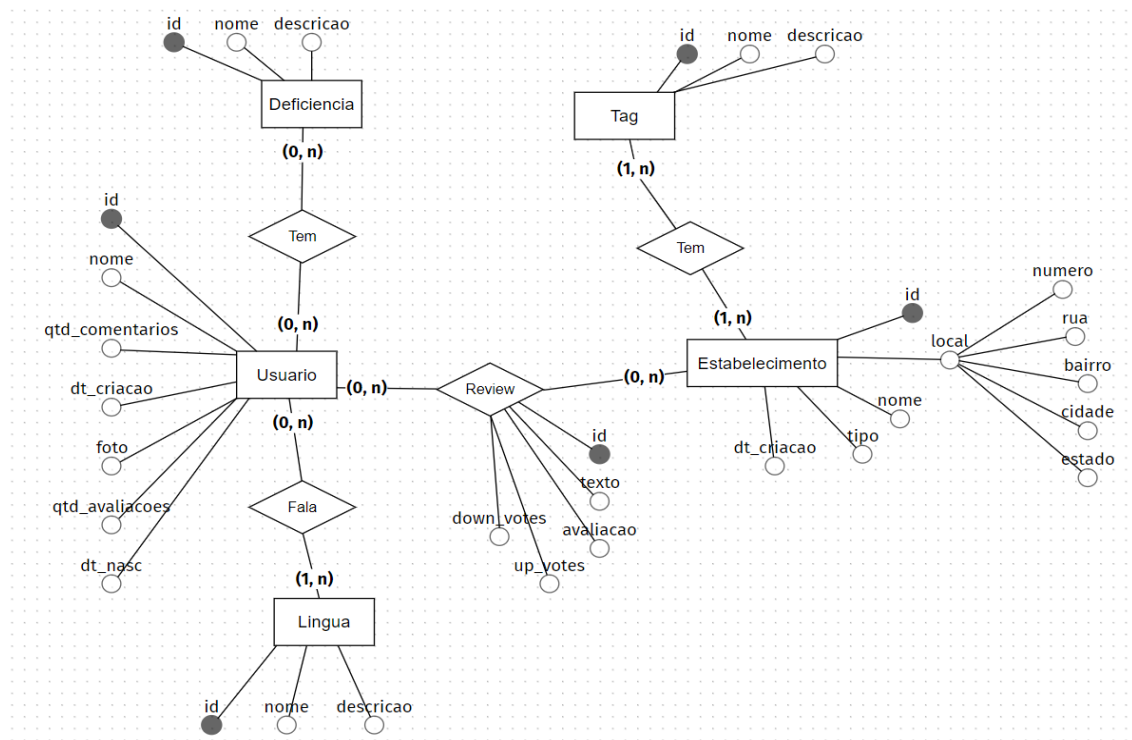 id nome descricao
Deficiencia
(0, n)
Tem
(0, n)
id
nome
qtd_comentarios
dt_criacao
foto
qtd_avaliacoes
dt_nasc
Usuario
(0, n)
(0, n)
Fala
(1, n)
Lingua
id nome descricao
Review
id
texto
avaliacao
up_votes
down_votes
(0, n)
id nome descricao
Tag
(1, n)
Tem
(1, n)
Estabelecimento
id
local
numero
rua
bairro
cidade
estado
nome
tipo
dt_criacao